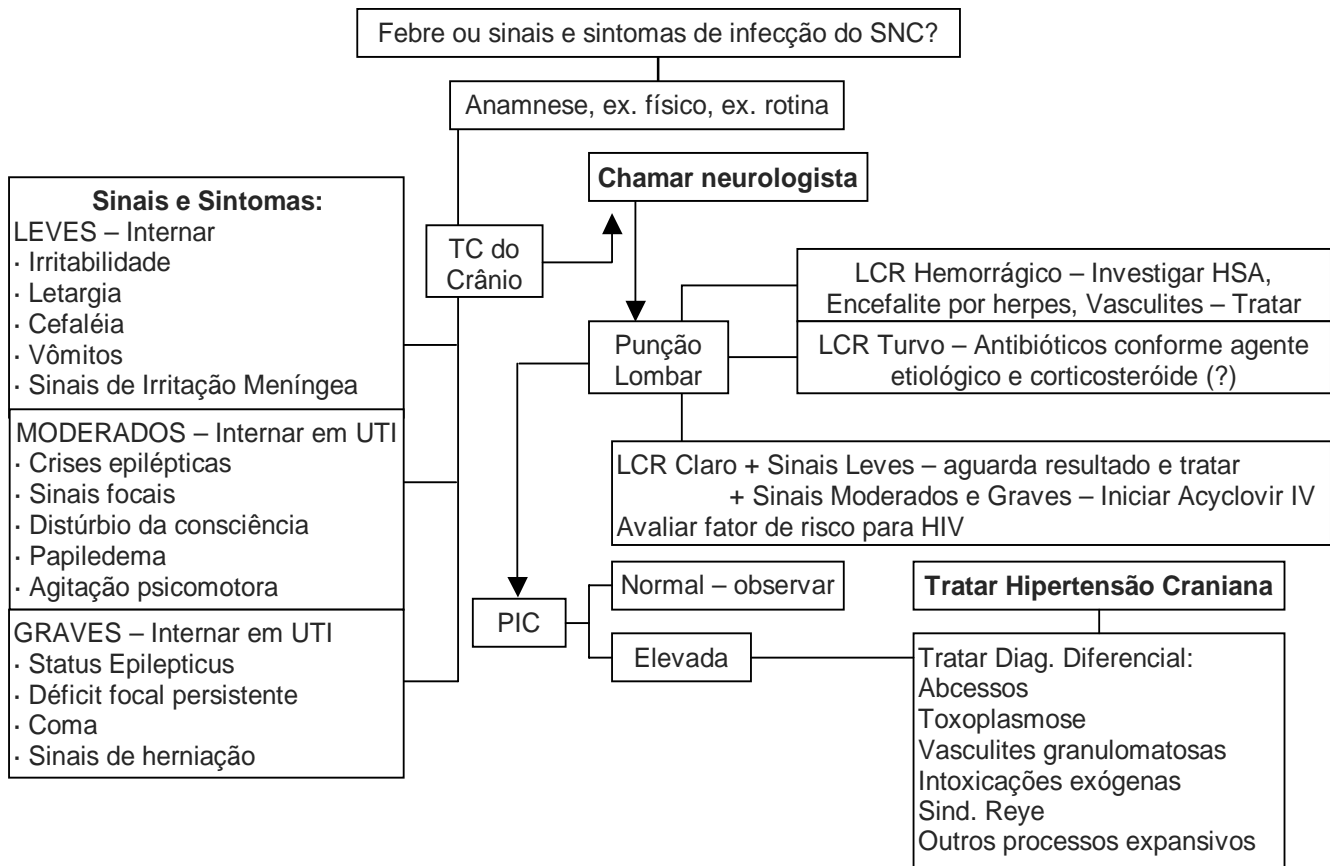 Febre ou sinais e sintomas de infecção do SNC?
Anamnese, ex. físico, ex. rotina
Sinais e Sintomas:
LEVES – Internar
· Irritabilidade
· Letargia
· Cefaléia
· Vômitos
· Sinais de Irritação Meníngea
MODERADOS – Internar em UTI
· Crises epilépticas
· Sinais focais
· Distúrbio da consciência
· Papiledema
· Agitação psicomotora
GRAVES – Internar em UTI
· Status Epilepticus
· Déficit focal persistente
· Coma
· Sinais de herniação
TC do
Crânio
Chamar neurologista
Punção
Lombar
LCR Hemorrágico – Investigar HSA,
Encefalite por herpes, Vasculites – Tratar
LCR Turvo – Antibióticos conforme agente
etiológico e corticosteróide (?)
LCR Claro + Sinais Leves – aguarda resultado e tratar
+ Sinais Moderados e Graves – Iniciar Acyclovir IV
Avaliar fator de risco para HIV
PIC
Normal – observar
Elevada
Tratar Hipertensão Craniana
Tratar Diag. Diferencial:
Abcessos
Toxoplasmose
Vasculites granulomatosas
Intoxicações exógenas
Sind. Reye
Outros processos expansivos